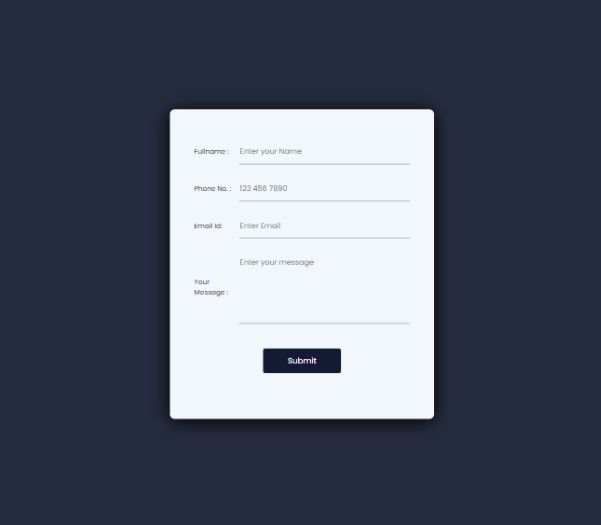 Fullname : Enter your Name
Phone No. : 123 456 7890
Email Id: Enter Email
Enter your message
Your
Message :
Submit